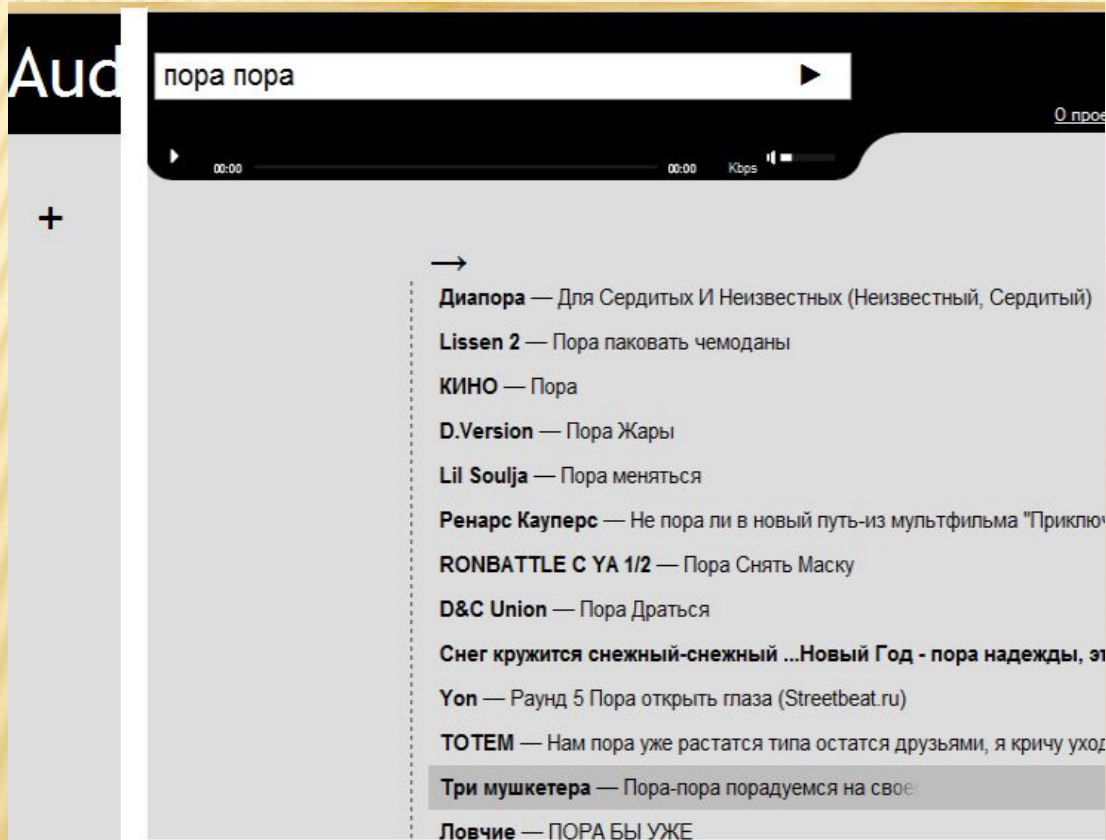 Aud
пора пора
О прое
00:00 00:00 Kbps
+
→
Диапора — Для Сердитых И Неизвестных (Неизвестный, Сердитый)
Lissen 2 — Пора паковать чемоданы
КИНО — Пора
D.Version — Пора Жары
Lil Soulja — Пора меняться
Ренарс Кауперс — Не пора ли в новый путь-из мультфильма "Приклю
RONBATTLE C YA 1/2 — Пора Снять Маску
D&C Union — Пора Драться
Снег кружится снежный-снежный ...Новый Год - пора надежды, эт
Yon — Раунд 5 Пора открыть глаза (Streetbeat.ru)
ТОТЕМ — Нам пора уже растатся типа остатся друзьями, я кричу уход
Три мушкетера — Пора-пора порадуемся на свое
Ловчие — ПОРА БЫ УЖЕ